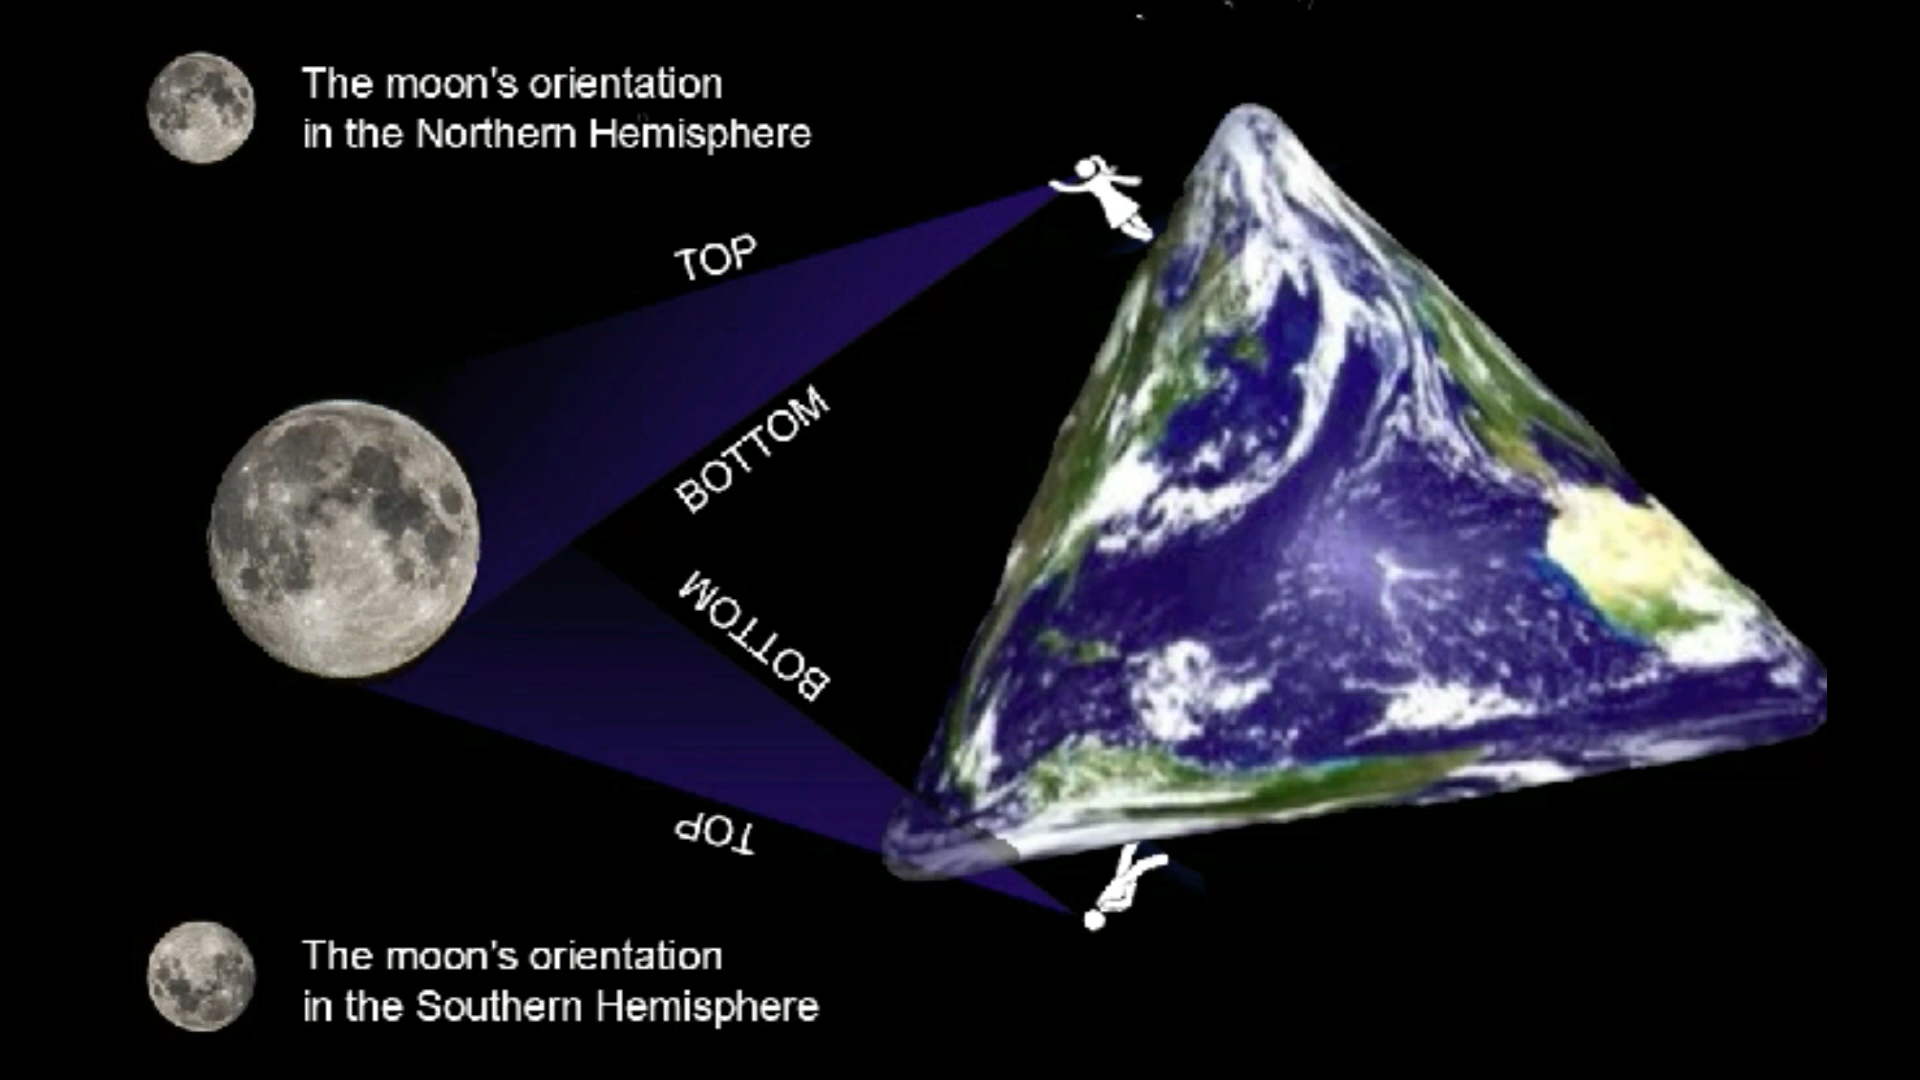 The moon's orientation
in the Northern Hemisphere
TOP
BOTTOM
BOTTOM
TOP
The moon's orientation
in the Southern Hemisphere